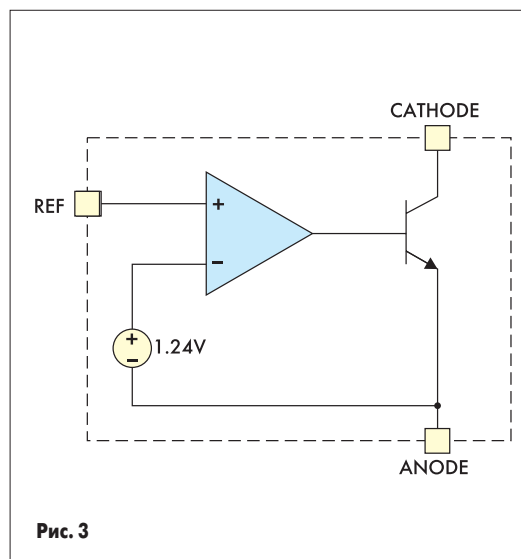 CATHODE
REF
+
−
+
−
1.24V
ANODE
Рис. 3